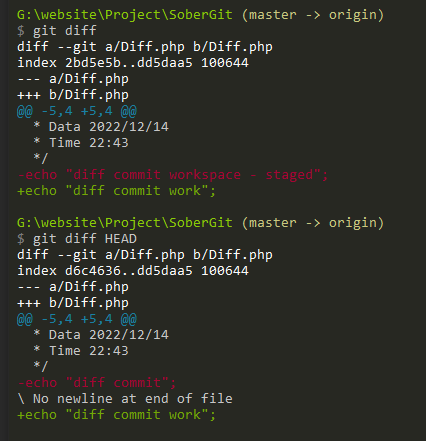 G:\website\Project\SoberGit (master -> origin)
$ git diff
diff --git a/Diff.php b/Diff.php
index 2bd5e5b..dd5daa5 100644
--- a/Diff.php
+++ b/Diff.php
@@ -5,4 +5,4 @@
  * Data 2022/12/14
  * Time 22:43
  */
-echo "diff commit workspace - staged";
+echo "diff commit work";

G:\website\Project\SoberGit (master -> origin)
$ git diff HEAD
diff --git a/Diff.php b/Diff.php
index d6c4636..dd5daa5 100644
--- a/Diff.php
+++ b/Diff.php
@@ -5,4 +5,4 @@
  * Data 2022/12/14
  * Time 22:43
  */
-echo "diff commit";
\ No newline at end of file
+echo "diff commit work";